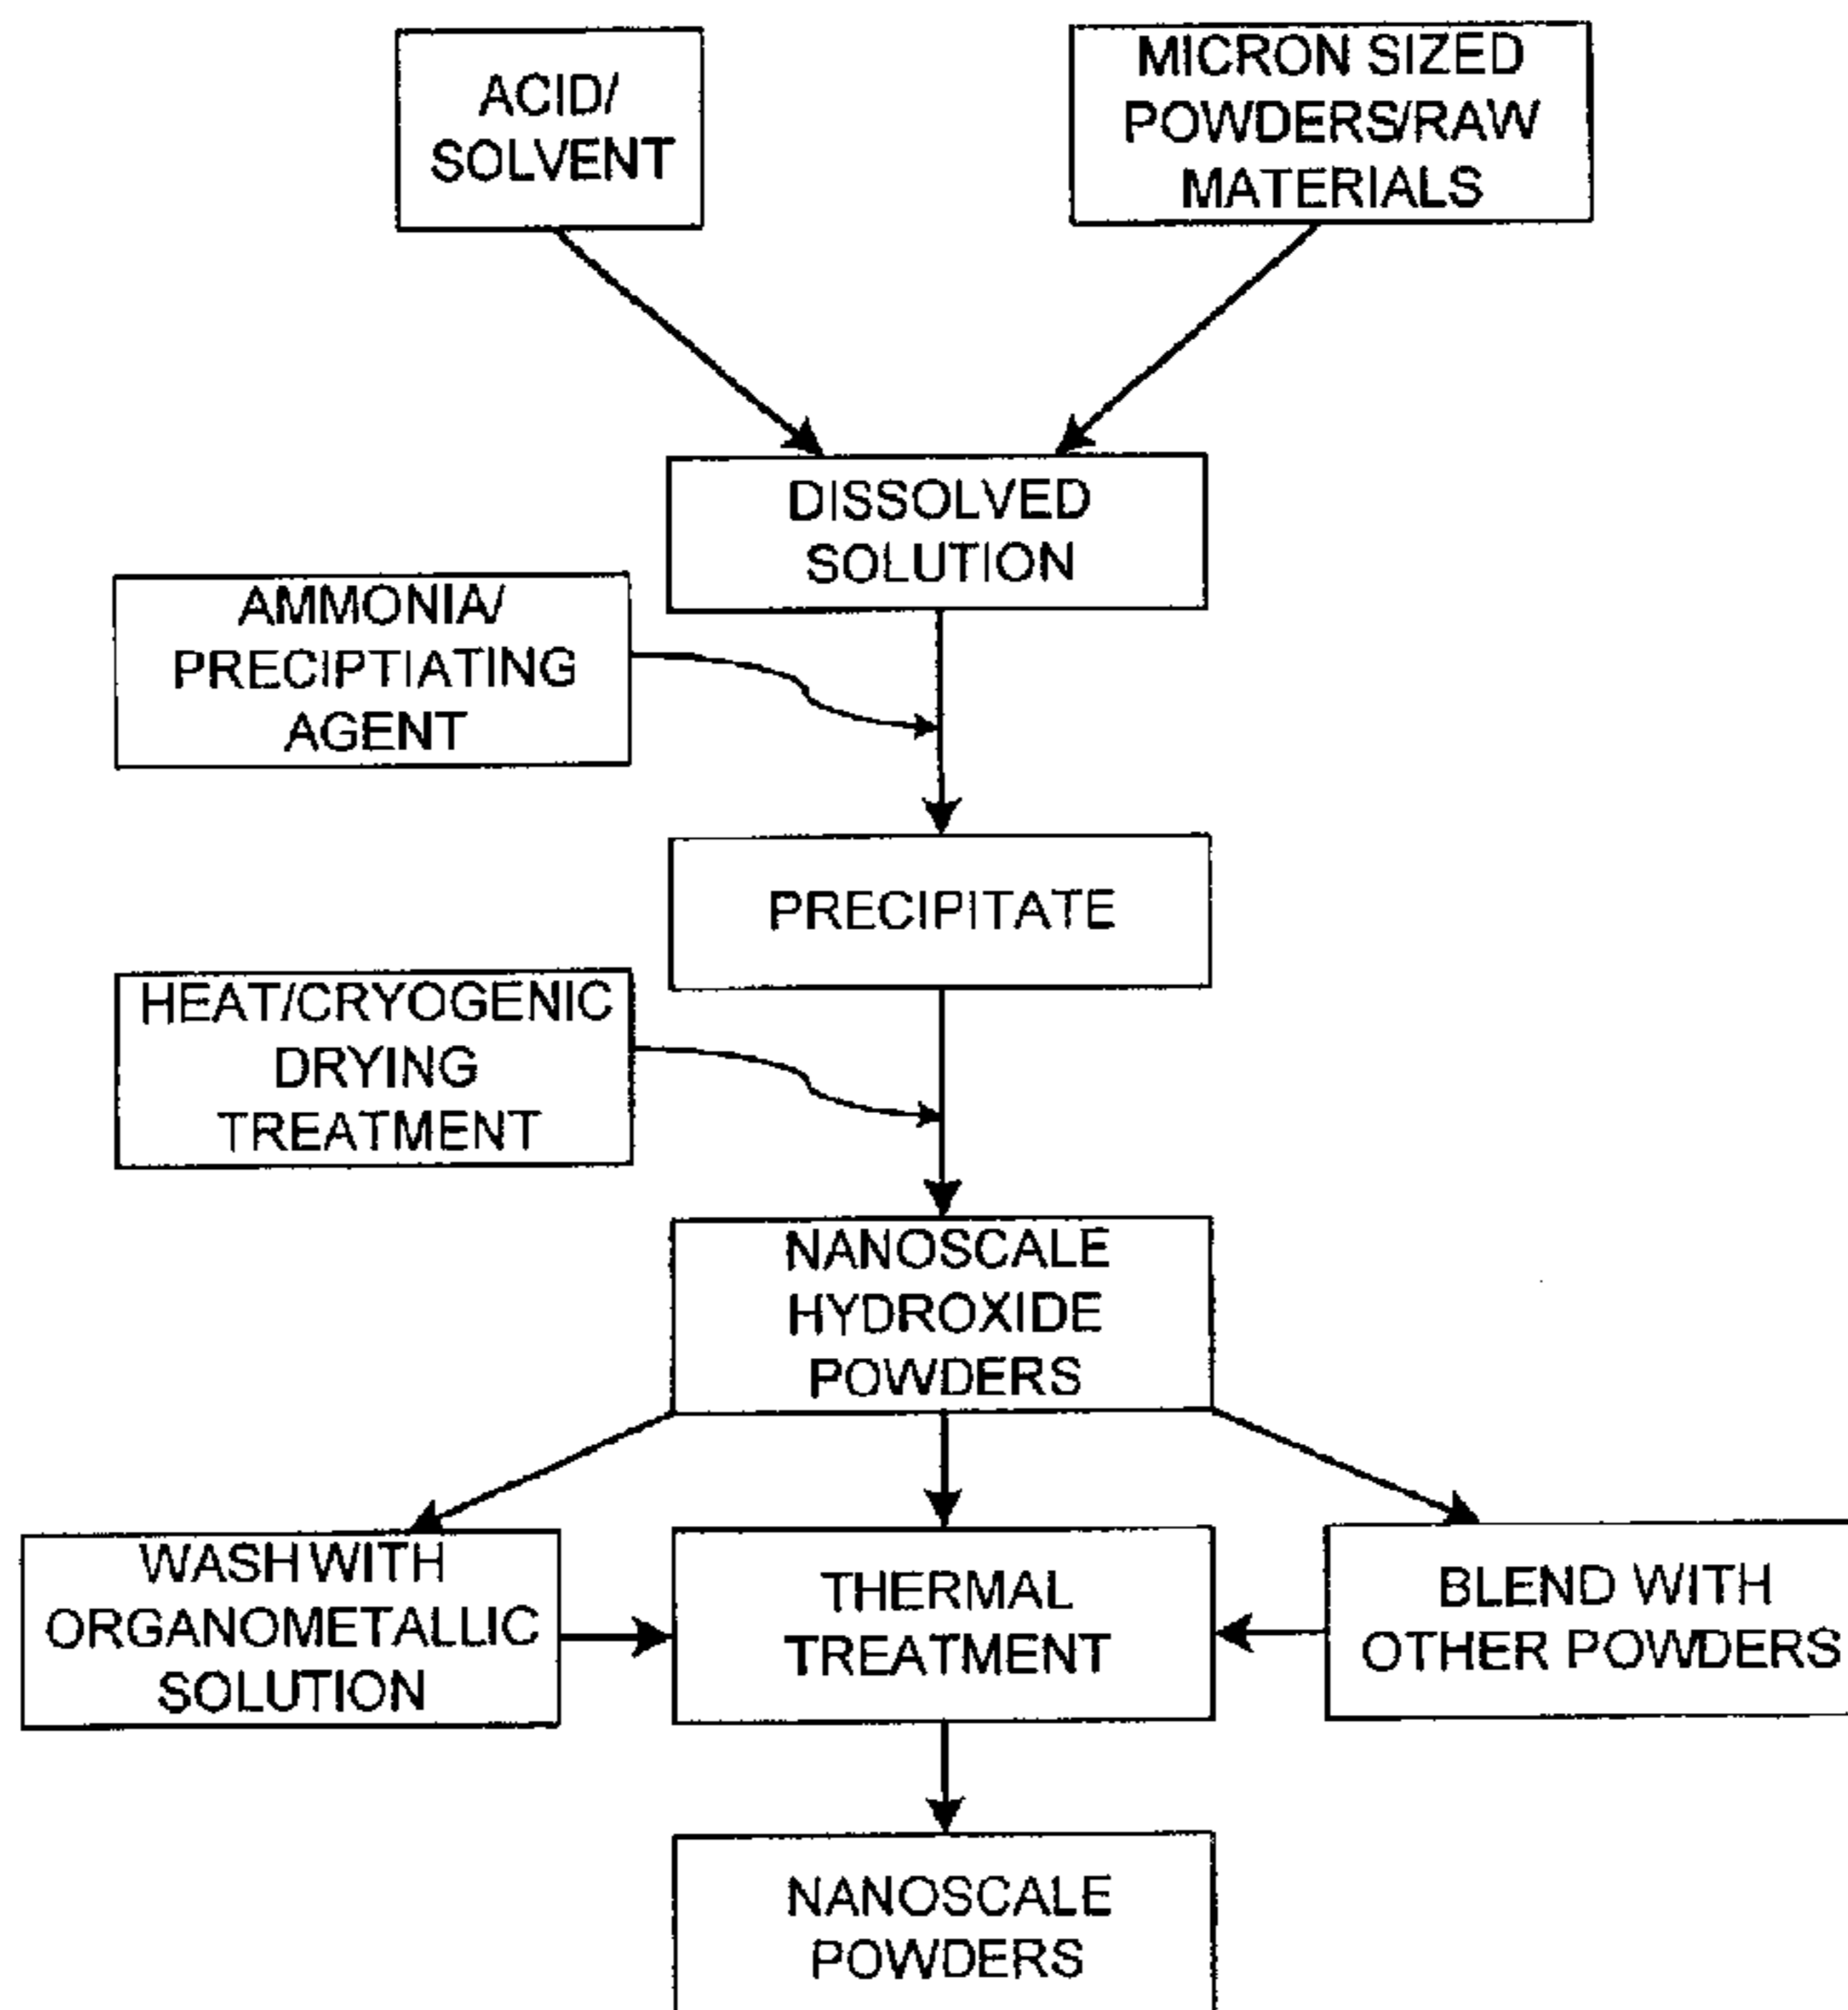 ACID/
SOLVENT
MICRON SIZED
POWDERS/RAW
MATERIALS
DISSOLVED
SOLUTION
AMMONIA/
PRECIPTIATING
AGENT
PRECIPITATE
HEAT/CRYOGENIC
DRYING
TREATMENT
NANOSCALE
HYDROXIDE
POWDERS
WASH WITH
ORGANOMETALLIC
SOLUTION
THERMAL
TREATMENT
BLEND WITH
OTHER POWDERS
NANOSCALE
POWDERS